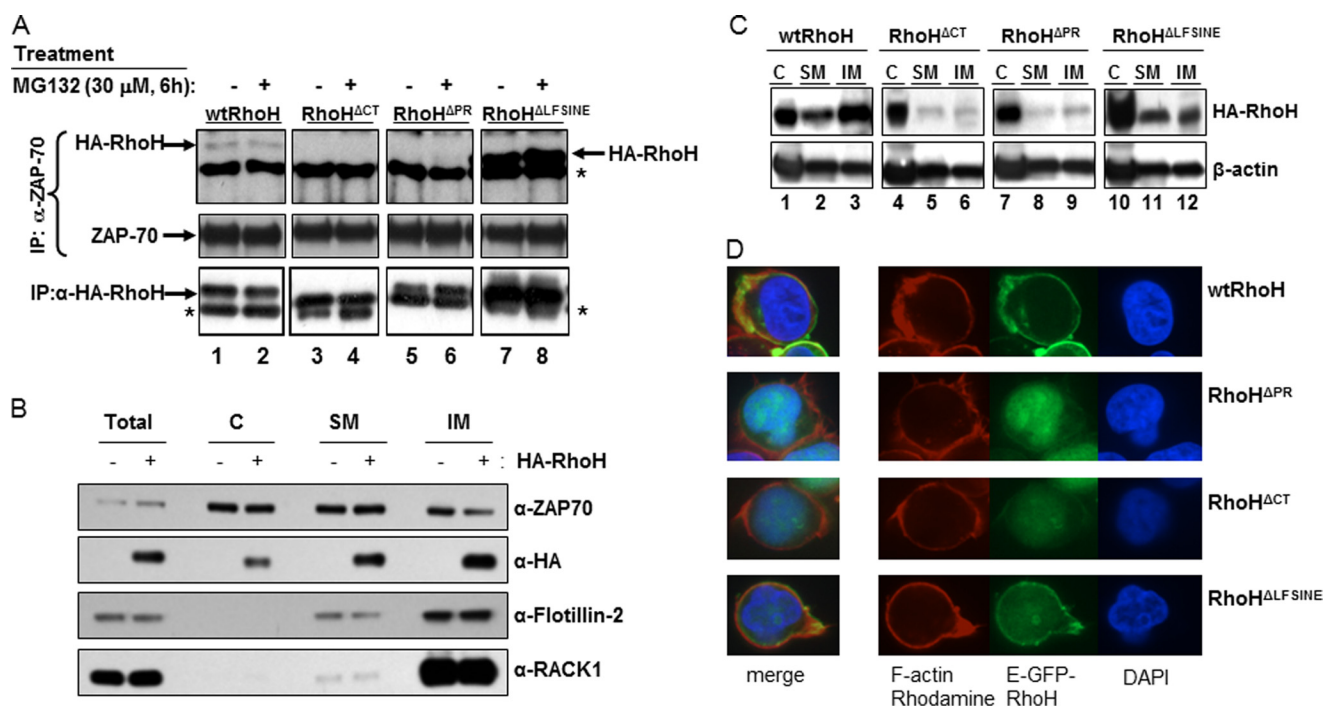 A
Treatment
MG132 (30 µM, 6h): - + - + - + - +
wtRhoH RhoHΔCT RhoHΔPR RhoHΔLFSINE
IP: α-ZAP-70
HA-RhoH
HA-RhoH
*
ZAP-70
IP:α-HA-RhoH
* *
1 2 3 4 5 6 7 8
B
Total C SM IM
- + - + - + - + : HA-RhoH
α-ZAP70
α-HA
α-Flotillin-2
α-RACK1
C
wtRhoH RhoHΔCT RhoHΔPR RhoHΔLFSINE
C SM IM C SM IM C SM IM C SM IM
HA-RhoH
β-actin
1 2 3 4 5 6 7 8 9 10 11 12
D
wtRhoH
RhoHΔPR
RhoHΔCT
RhoHΔLFSINE
merge F-actin E-GFP- DAPI
Rhodamine RhoH